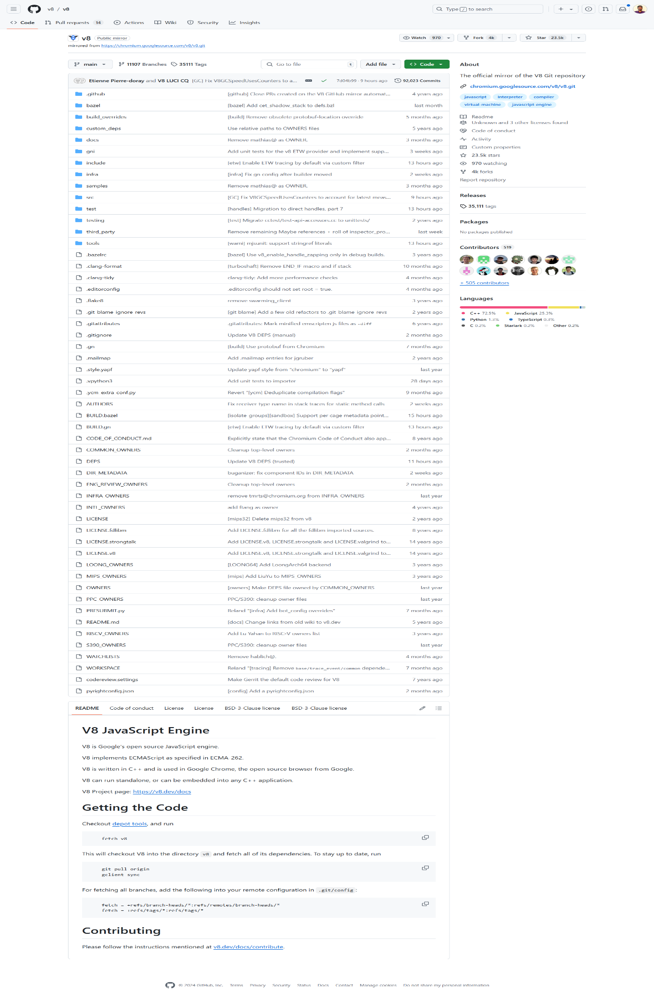 v8 / v8
Type / to search
Code Pull requests 14 Actions Wiki Security Insights
v8 Public mirror
Watch 970 Fork 4k Star 23.5k
mirrored from https://chromium.googlesource.com/v8/v8.git
main 11107 Branches 35111 Tags Go to file t Add file Code
Etienne Pierre-doray and V8 LUCI CQ [GC] Fix V8GCSpeedUsesCounters to a... 7d04b99 · 9 hours ago 92,023 Commits
.github [github] Close PRs created on the V8 GitHub mirror automat... 4 years ago
bazel [bazel] Add cet_shadow_stack to defs.bzl last month
build_overrides [build] Remove obsolete protobuf-location override 5 months ago
custom_deps Use relative paths to OWNERS files 5 years ago
docs Remove mathias@ as OWNER. 3 months ago
gni Add unit tests for the v8 ETW provider and implement supp... 3 weeks ago
include [etw] Enable ETW tracing by default via custom filter 13 hours ago
infra [infra] Fix gn config after builder moved 2 weeks ago
samples Remove mathias@ as OWNER. 3 months ago
src [GC] Fix V8GCSpeedUsesCounters to account for latest meas... 9 hours ago
test [handles] Migration to direct handles, part 7 13 hours ago
testing [test] Migrate cctest/test-api-accessors.cc to unittests/ 2 years ago
third_party Remove remaining Maybe references + roll of inspector_pro... last week
tools [wami] mjsunit: support stringref literals 13 hours ago
.bazelrc [bazel] Use v8_enable_handle_zapping only in debug builds. 3 years ago
.clang-format [turboshaft] Remove END_IF macro and if stack 10 months ago
.clang-tidy clang-tidy: Add more performance checks 4 months ago
.editorconfig .editorconfig should not set root = true. 4 months ago
.flake8 remove swarming_client 3 years ago
.git-blame-ignore-revs [git blame] Add a few old refactors to .git-blame-ignore-revs 2 years ago
.gitattributes .gitattributes: Mark minified emscripten js files as -diff 6 years ago
.gitignore Update V8 DEPS (manual) 2 months ago
.gn [build] Use protobuf from Chromium 7 months ago
.mailmap Add .mailmap entries for jgruber 2 years ago
.style.yapf Update yapf style from "chromium" to "yapf" last year
.vpython3 Add unit tests to importer 28 days ago
.ycm_extra_conf.py Revert "[ycm] Deduplicate compilation flags" 9 months ago
AUTHORS Fix receiver type name in stack traces for static method calls 2 weeks ago
BUILD.bazel [isolate-groups][sandbox] Support per cage metadata point... 15 hours ago
BUILD.gn [etw] Enable ETW tracing by default via custom filter 13 hours ago
CODE_OF_CONDUCT.md Explicitly state that the Chromium Code of Conduct also app... 8 years ago
COMMON_OWNERS Cleanup top-level owners 2 months ago
DEPS Update V8 DEPS (trusted) 11 hours ago
DIR_METADATA buganizer: fix component IDs in DIR_METADATA 2 weeks ago
ENG_REVIEW_OWNERS Cleanup top-level owners 2 months ago
INFRA_OWNERS remove tmrts@chromium.org from INFRA_OWNERS last year
INTL_OWNERS add ftang as owner 4 years ago
LICENSE [mips32] Delete mips32 from v8 2 years ago
LICENSE.fdlibm Add LICENSE.fdlibm for all the fdlibm imported sources. 8 years ago
LICENSE.strongtalk Add LICENSE.v8, LICENSE.strongtalk and LICENSE.valgrind to... 14 years ago
LICENSE.v8 Add LICENSE.v8, LICENSE.strongtalk and LICENSE.valgrind to... 14 years ago
LOONG_OWNERS [LOONG64] Add LoongArch64 backend 3 years ago
MIPS_OWNERS [mips] Add LiuYu to MIPS_OWNERS 3 years ago
OWNERS [owners] Make DEPS file owned by COMMON_OWNERS last year
PPC_OWNERS PPC/S390: cleanup owner files last year
PRESUBMIT.py Reland "[infra] Add bot_config overrides" 7 months ago
README.md [docs] Change links from old wiki to v8.dev 5 years ago
RISCV_OWNERS Add Lu Yahan to RISC-V owners list 3 years ago
S390_OWNERS PPC/S390: cleanup owner files last year
WATCHLISTS Remove hablich@. 4 months ago
WORKSPACE Reland "[tracing] Remove base/trace_event/common depende... 7 months ago
codereview.settings Make Gerrit the default code review for V8 7 years ago
pyrightconfig.json [config] Add a pyrightconfig.json 2 months ago
About
The official mirror of the V8 Git repository
chromium.googlesource.com/v8/v8.git
javascript interpreter compiler
virtual-machine javascript-engine
Readme
Unknown and 3 other licenses found
Code of conduct
Activity
Custom properties
23.5k stars
970 watching
4k forks
Report repository
Releases
35,111 tags
Packages
No packages published
Contributors 519
+ 505 contributors
Languages
C++ 72.5% JavaScript 25.3%
Python 1.3% TypeScript 0.3%
C 0.2% Starlark 0.2% Other 0.2%
README Code of conduct License License BSD-3-Clause license BSD-3-Clause license
V8 JavaScript Engine
V8 is Google's open source JavaScript engine.
V8 implements ECMAScript as specified in ECMA-262.
V8 is written in C++ and is used in Google Chrome, the open source browser from Google.
V8 can run standalone, or can be embedded into any C++ application.
V8 Project page: https://v8.dev/docs
Getting the Code
Checkout depot tools, and run
fetch v8
This will checkout V8 into the directory v8 and fetch all of its dependencies. To stay up to date, run
git pull origin
gclient sync
For fetching all branches, add the following into your remote configuration in .git/config:
fetch = +refs/branch-heads/*:refs/remotes/branch-heads/*
fetch = +refs/tags/*:refs/tags/*
Contributing
Please follow the instructions mentioned at v8.dev/docs/contribute.
© 2024 GitHub, Inc. Terms Privacy Security Status Docs Contact Manage cookies Do not share my personal information